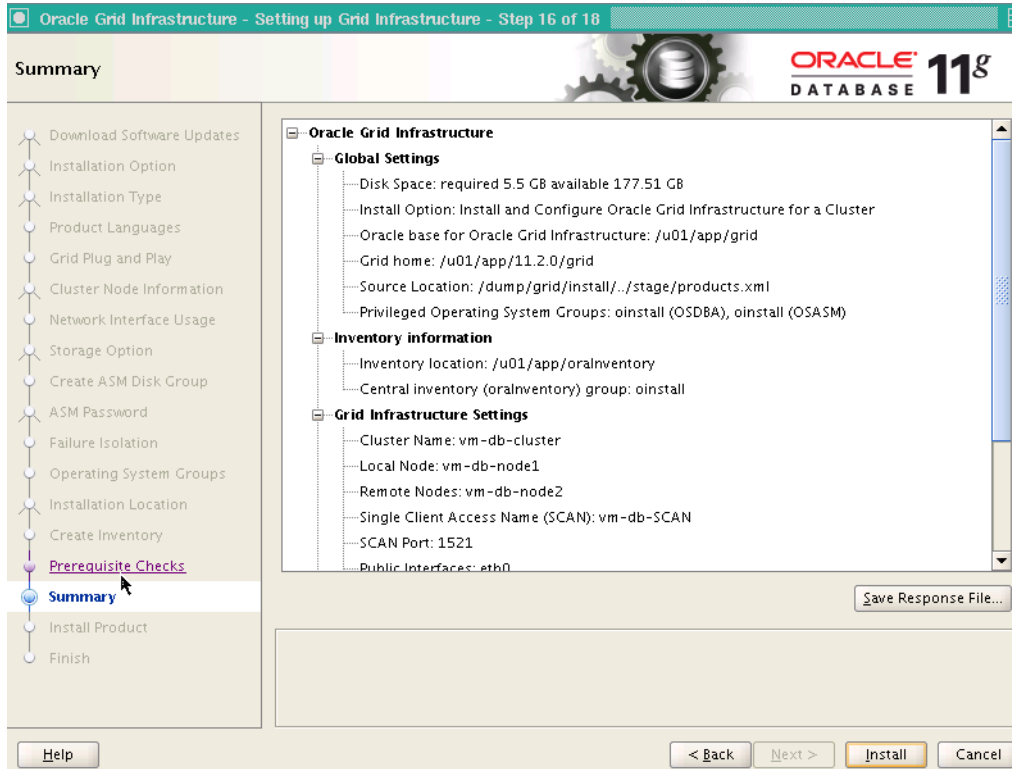 Oracle Grid Infrastructure - Setting up Grid Infrastructure - Step 16 of 18
Summary
ORACLE
DATABASE 11g
Download Software Updates
Installation Option
Installation Type
Product Languages
Grid Plug and Play
Cluster Node Information
Network Interface Usage
Storage Option
Create ASM Disk Group
ASM Password
Failure Isolation
Operating System Groups
Installation Location
Create Inventory
Prerequisite Checks
Summary
Install Product
Finish
Oracle Grid Infrastructure
Global Settings
Disk Space: required 5.5 GB available 177.51 GB
Install Option: Install and Configure Oracle Grid Infrastructure for a Cluster
Oracle base for Oracle Grid Infrastructure: /u01/app/grid
Grid home: /u01/app/11.2.0/grid
Source Location: /dump/grid/install/../stage/products.xml
Privileged Operating System Groups: oinstall (OSDBA), oinstall (OSASM)
Inventory information
Inventory location: /u01/app/oraInventory
Central inventory (oraInventory) group: oinstall
Grid Infrastructure Settings
Cluster Name: vm-db-cluster
Local Node: vm-db-node1
Remote Nodes: vm-db-node2
Single Client Access Name (SCAN): vm-db-SCAN
SCAN Port: 1521
Public Interfaces: eth0
Save Response File...
Help
< Back
Next >
Install
Cancel